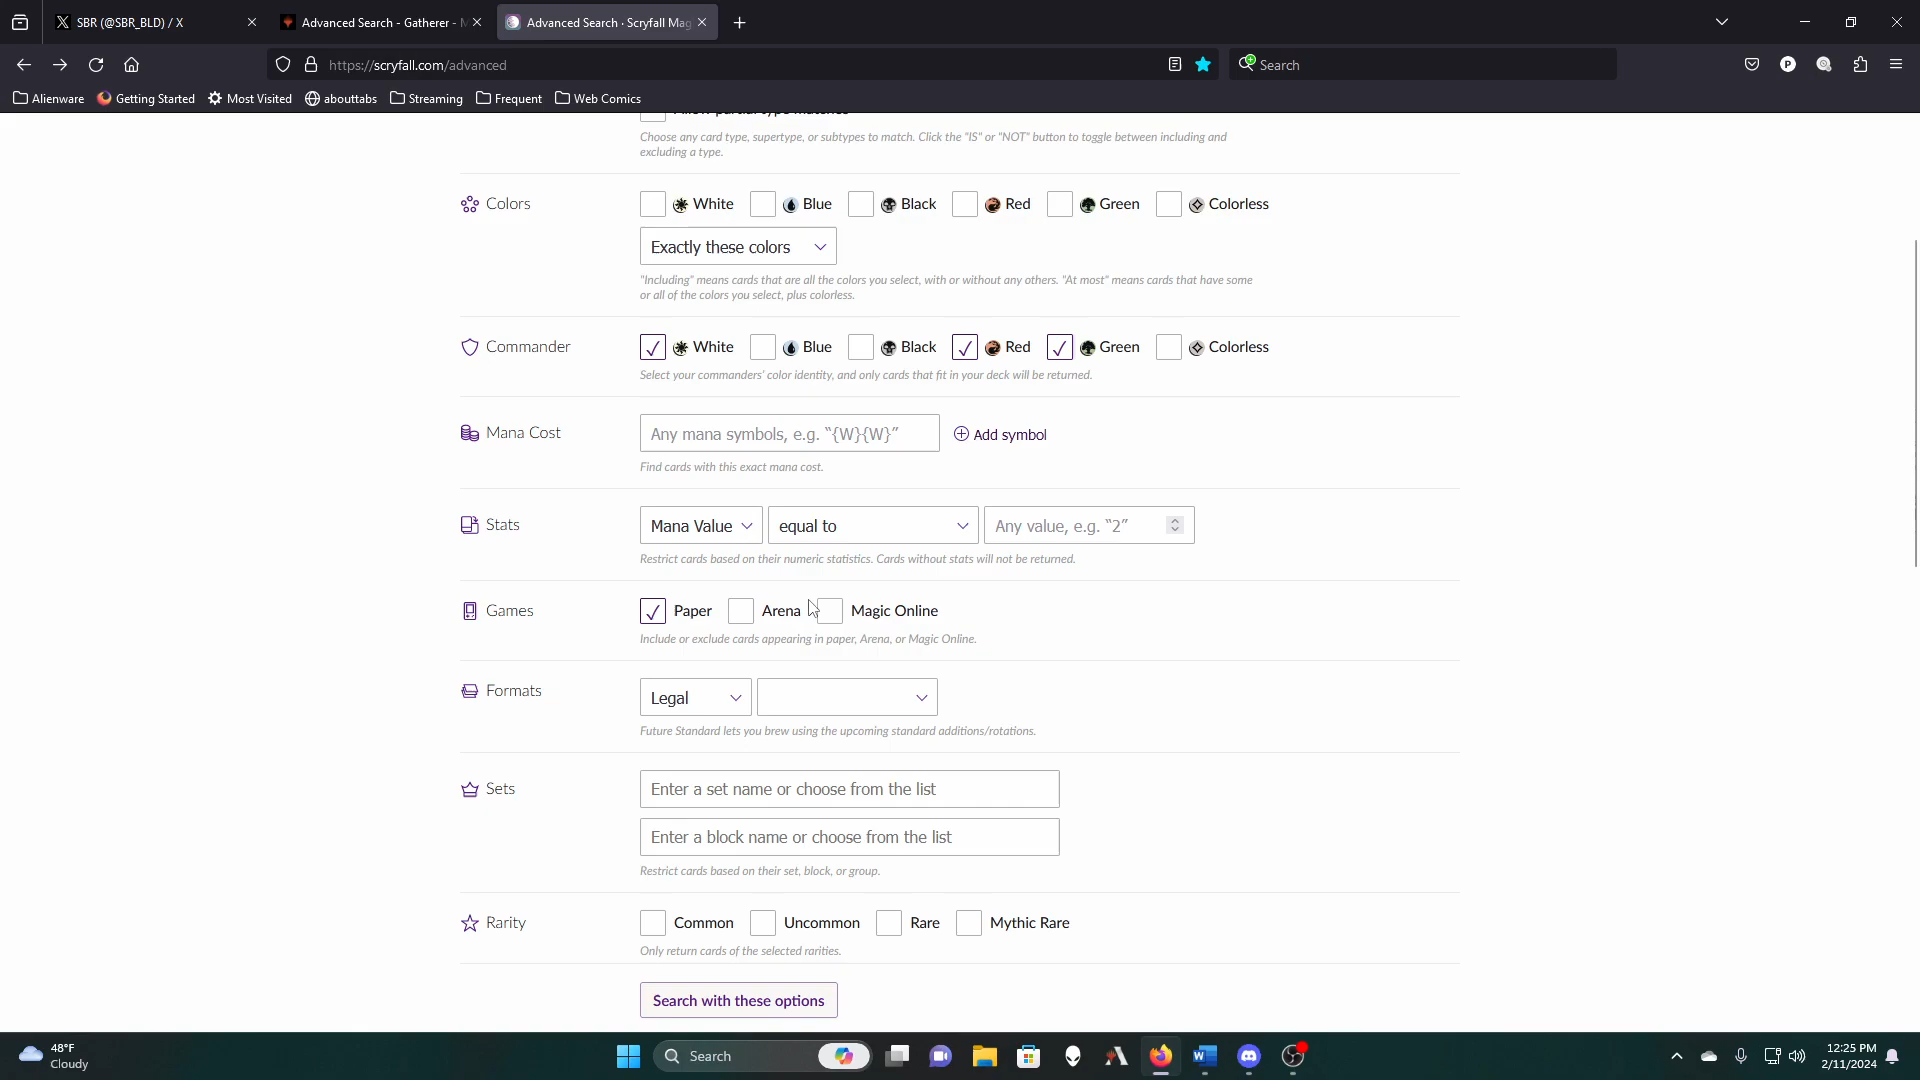 SBR (@SBR_BLD) / X
Advanced Search - Gatherer - M
Advanced Search · Scryfall Mag
https://scryfall.com/advanced
Search
Alienware
Getting Started
Most Visited
abouttabs
Streaming
Frequent
Web Comics
Allow partial type matches
Choose any card type, supertype, or subtypes to match. Click the "IS" or "NOT" button to toggle between including and
excluding a type.
Colors
White Blue Black Red Green Colorless
Exactly these colors
"Including" means cards that are all the colors you select, with or without any others. "At most" means cards that have some
or all of the colors you select, plus colorless.
Commander
White Blue Black Red Green Colorless
Select your commanders' color identity, and only cards that fit in your deck will be returned.
Mana Cost
Any mana symbols, e.g. “{W}{W}”
Add symbol
Find cards with this exact mana cost.
Stats
Mana Value
equal to
Any value, e.g. “2”
Restrict cards based on their numeric statistics. Cards without stats will not be returned.
Games
Paper Arena Magic Online
Include or exclude cards appearing in paper, Arena, or Magic Online.
Formats
Legal
Future Standard lets you brew using the upcoming standard additions/rotations.
Sets
Enter a set name or choose from the list
Enter a block name or choose from the list
Restrict cards based on their set, block, or group.
Rarity
Common Uncommon Rare Mythic Rare
Only return cards of the selected rarities.
Search with these options
48°F
Cloudy
Search
12:25 PM
2/11/2024